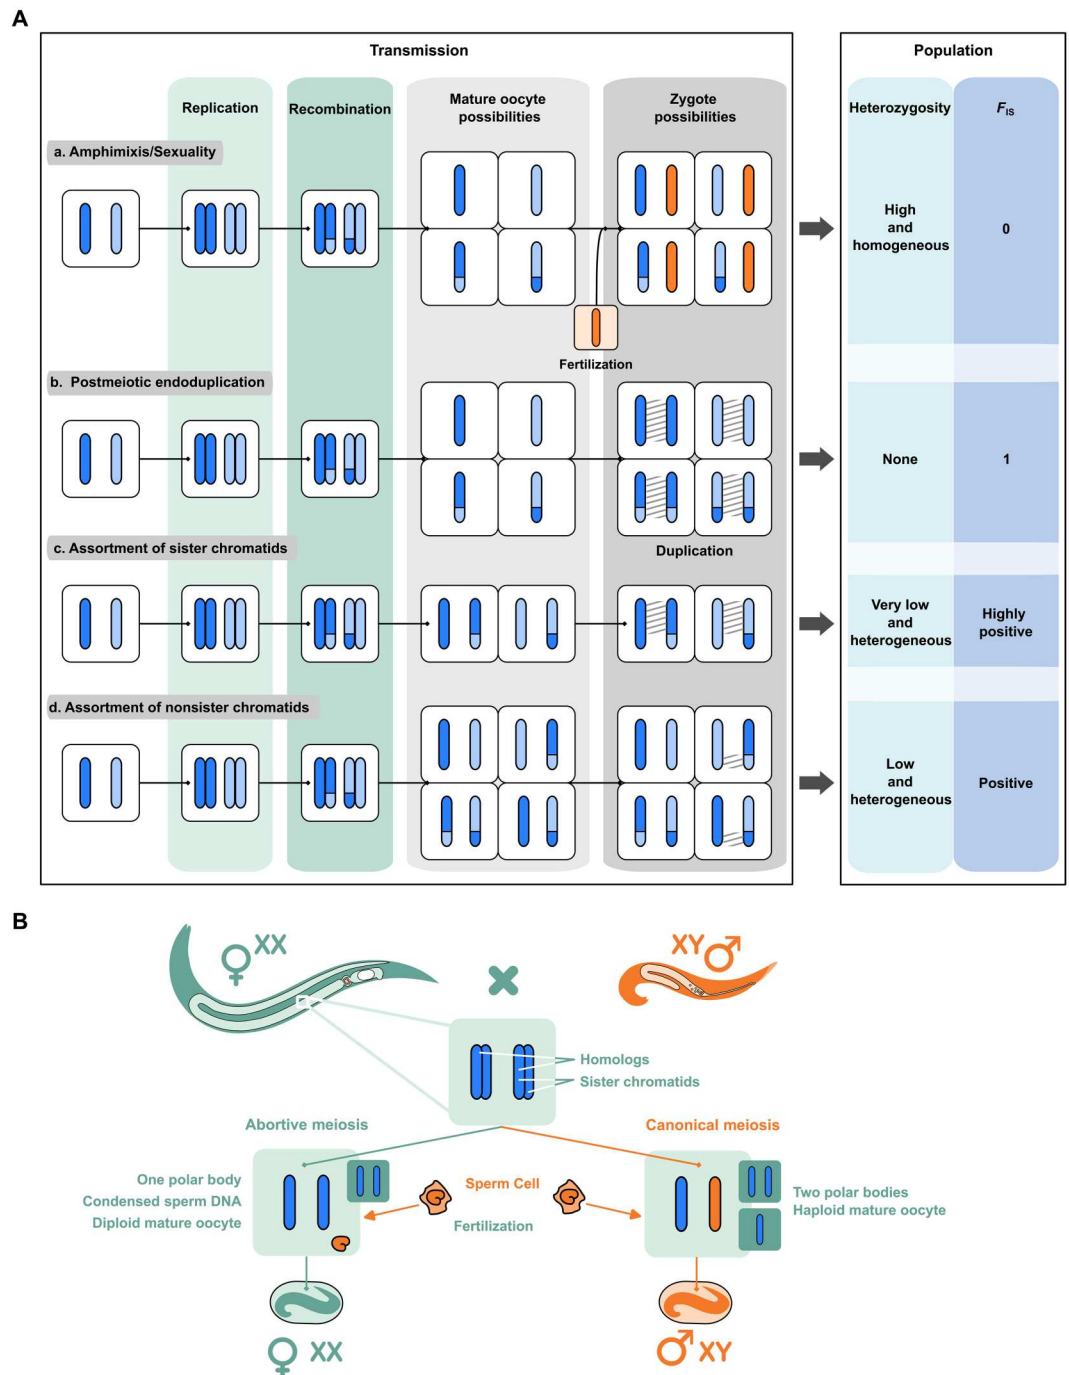 A
Transmission
Population
Replication
Recombination
Mature oocyte
possibilities
Zygote
possibilities
Heterozygosity
FIS
a. Amphimixis/Sexuality
High
and
homogeneous
0
Fertilization
b. Postmeiotic endoduplication
None
1
Duplication
c. Assortment of sister chromatids
Very low
and
heterogeneous
Highly
positive
d. Assortment of nonsister chromatids
Low
and
heterogeneous
Positive
B
XX
XY
Homologs
Sister chromatids
Abortive meiosis
Canonical meiosis
One polar body
Condensed sperm DNA
Diploid mature oocyte
Sperm Cell
Fertilization
Two polar bodies
Haploid mature oocyte
♀ XX
♂ XY